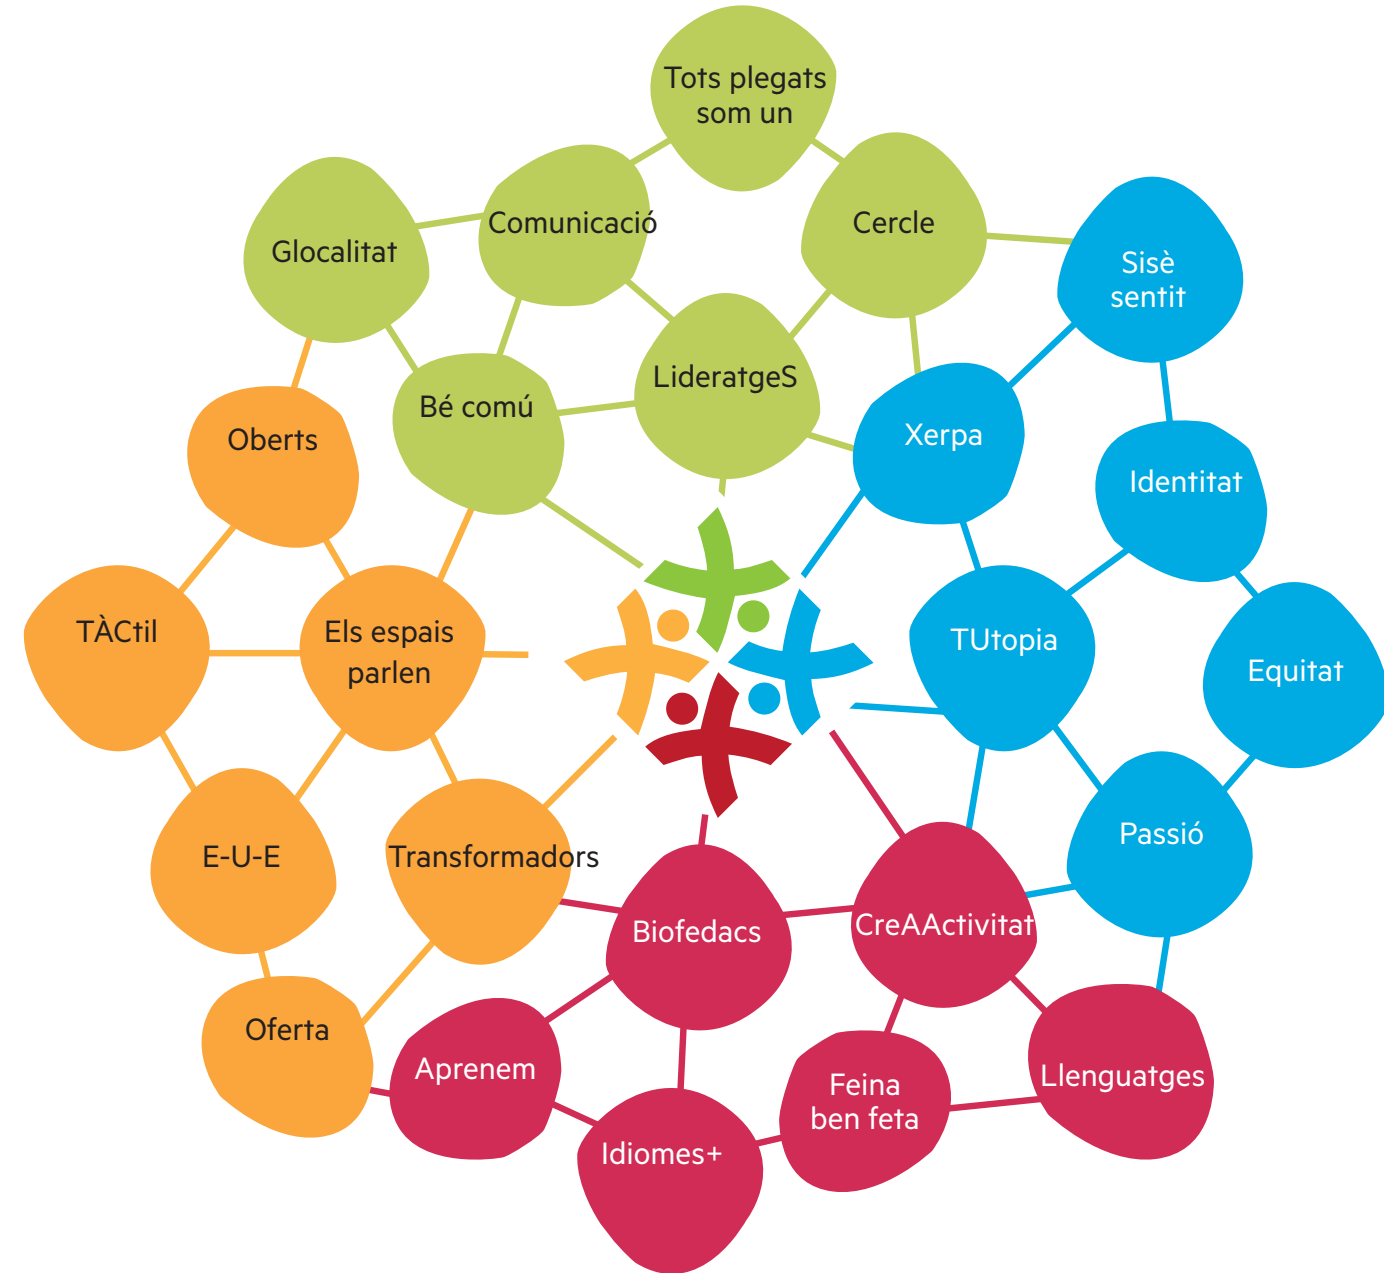 Tots plegats
som un
Glocalitat
Comunicació
Cercle
Sisè
sentit
LideratgeS
Bé comú
Oberts
Xerpa
Identitat
TÀCtil
Els espais
parlen
TUtopia
Equitat
E-U-E
Transformadors
Passió
Biofedacs
CreAActivitat
Oferta
Aprenem
Feina
ben feta
Llenguatges
Idiomes+